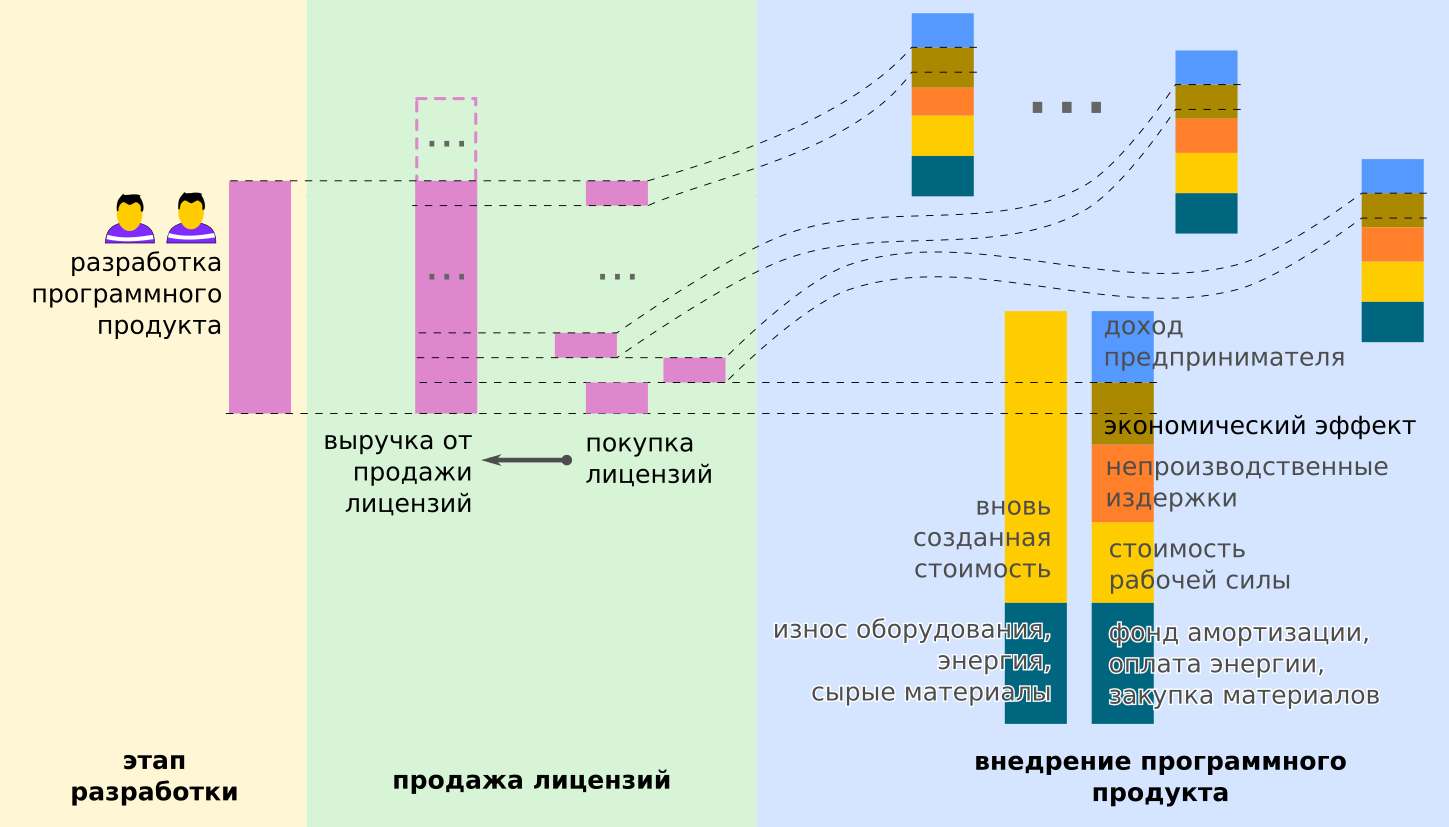 разработка
программного
продукта
этап
разработки
...
...
...
выручка от
продажи
лицензий
покупка
лицензий
продажа лицензий
...
доход
предпринимателя
экономический эффект
непроизводственные
издержки
вновь
созданная
стоимость
стоимость
рабочей силы
износ оборудования,
энергия,
сырые материалы
фонд амортизации,
оплата энергии,
закупка материалов
внедрение программного
продукта